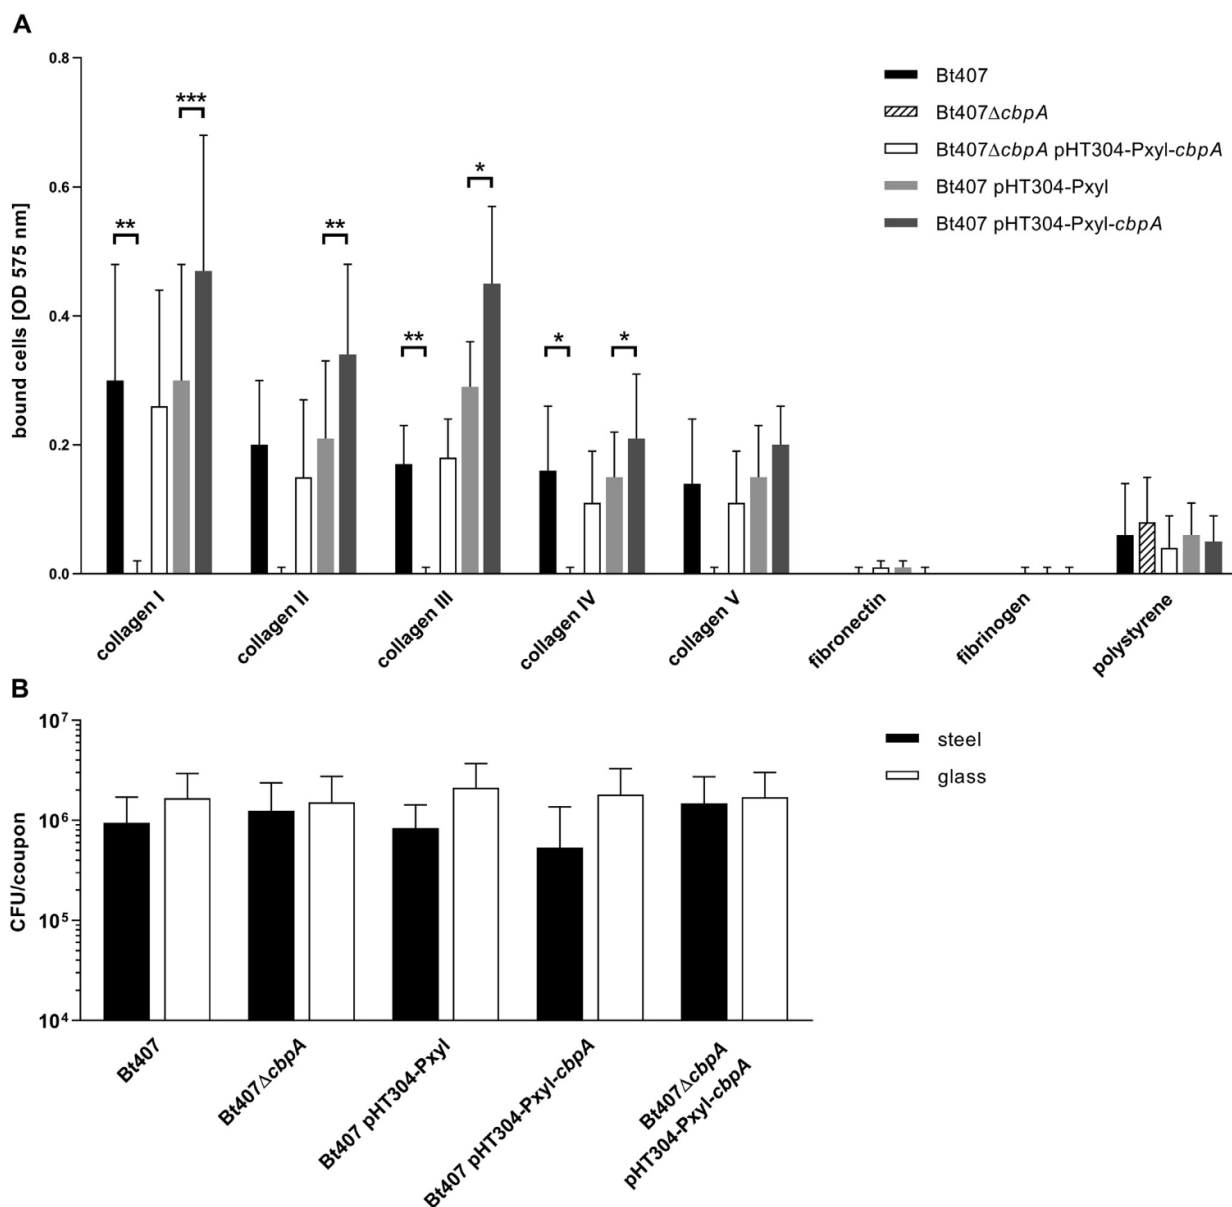 A
0.8
0.6
0.4
0.2
0.0
bound cells [OD 575 nm]
***
**
**
*
**
*
*
Bt407
Bt407ΔcbpA
Bt407ΔcbpA pHT304-Pxyl-cbpA
Bt407 pHT304-Pxyl
Bt407 pHT304-Pxyl-cbpA
collagen I
collagen II
collagen III
collagen IV
collagen V
fibronectin
fibrinogen
polystyrene
B
10⁷
10⁶
10⁵
10⁴
CFU/coupon
steel
glass
Bt407
Bt407ΔcbpA
Bt407 pHT304-Pxyl
Bt407 pHT304-Pxyl-cbpA
Bt407ΔcbpA
pHT304-Pxyl-cbpA